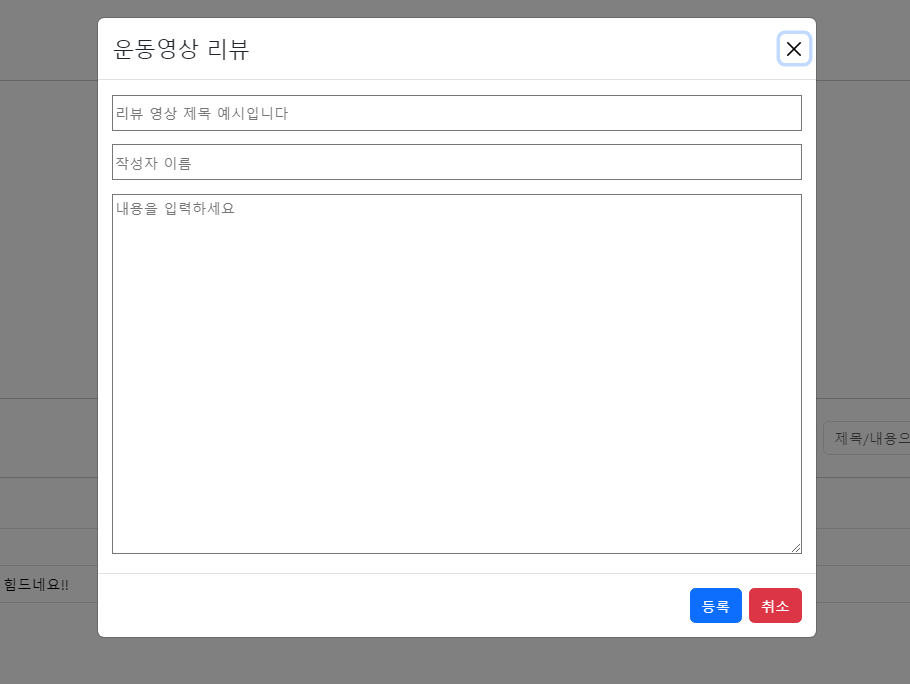 운동영상 리뷰
리뷰 영상 제목 예시입니다
작성자 이름
내용을 입력하세요
제목/내용으
힘드네요!!
등록 취소